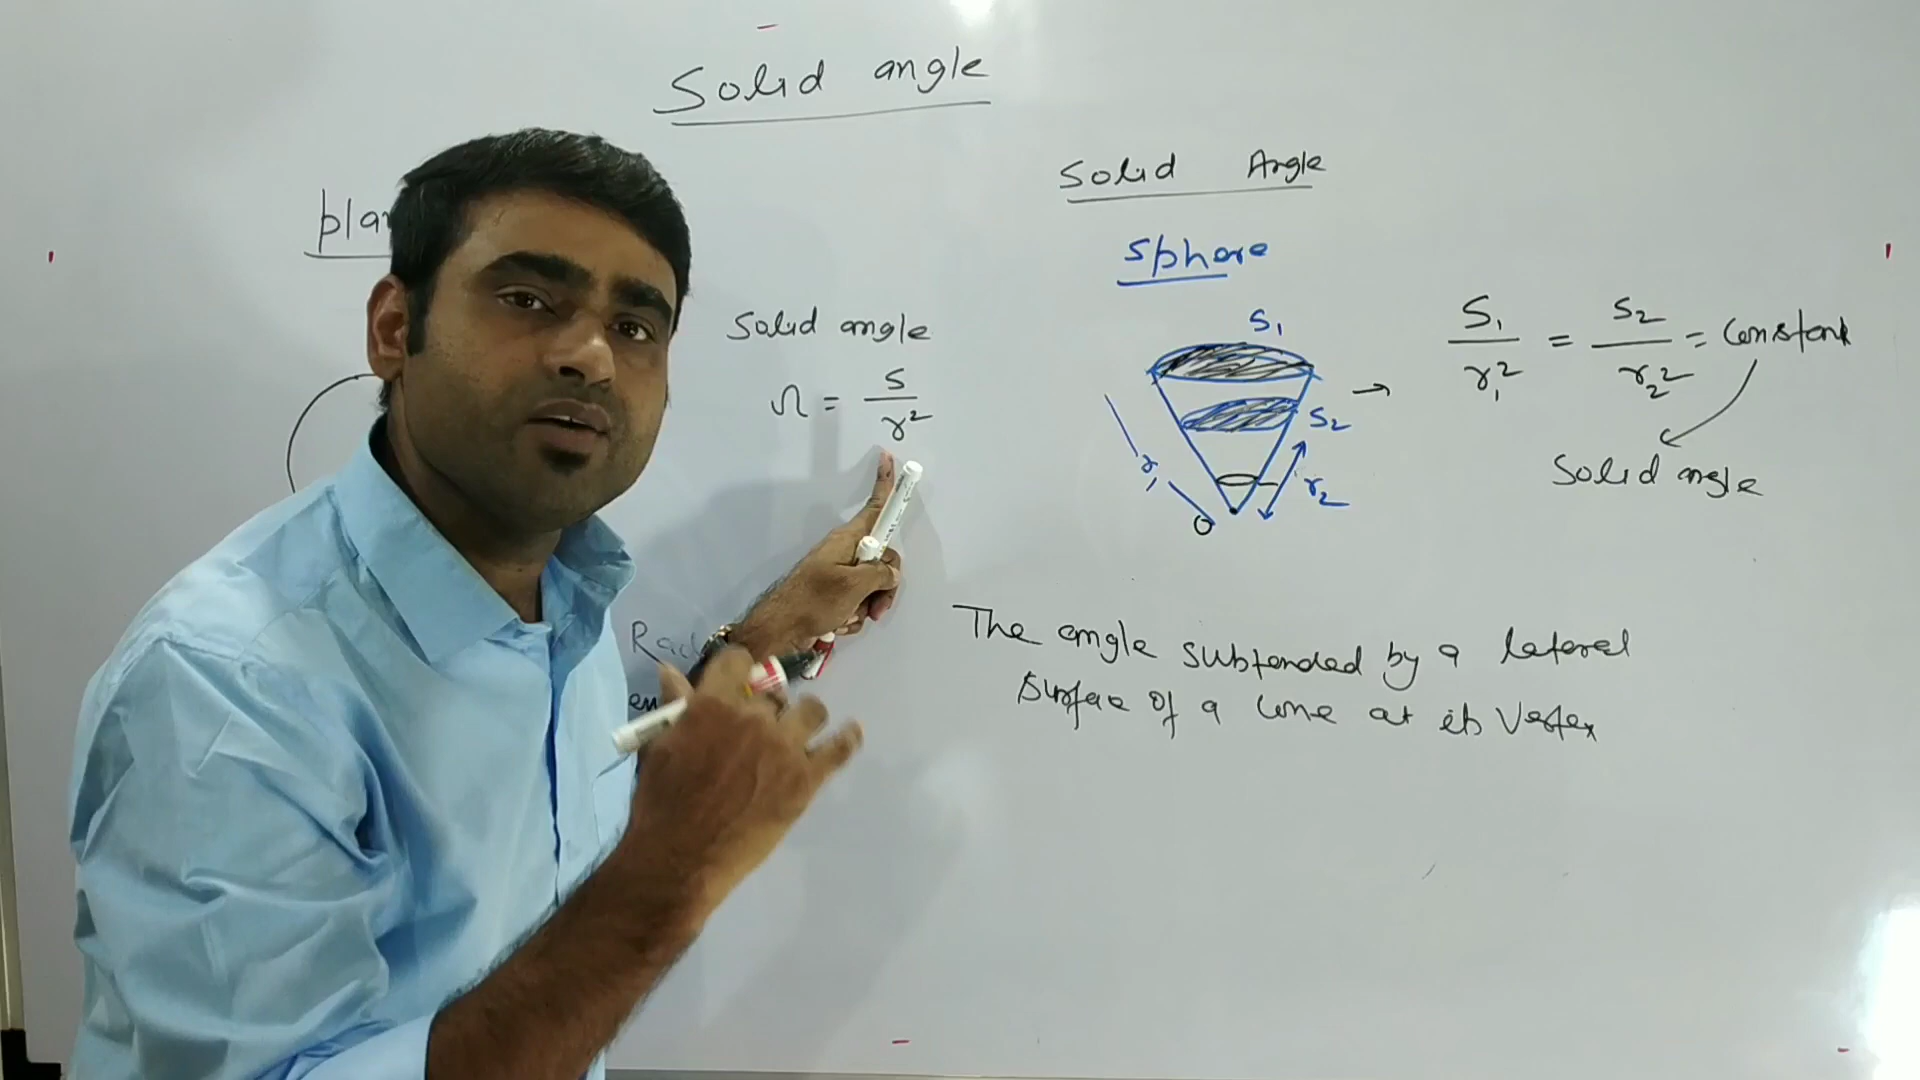 Solid angle
Solid Angle
Sphere
Solid angle
Ω = S / r²
S₁
S₂
r₁
r₂
O
S₁ / r₁² = S₂ / r₂² = Constant
Solid angle
The angle subtended by a lateral
Surface of a cone at its Vertex